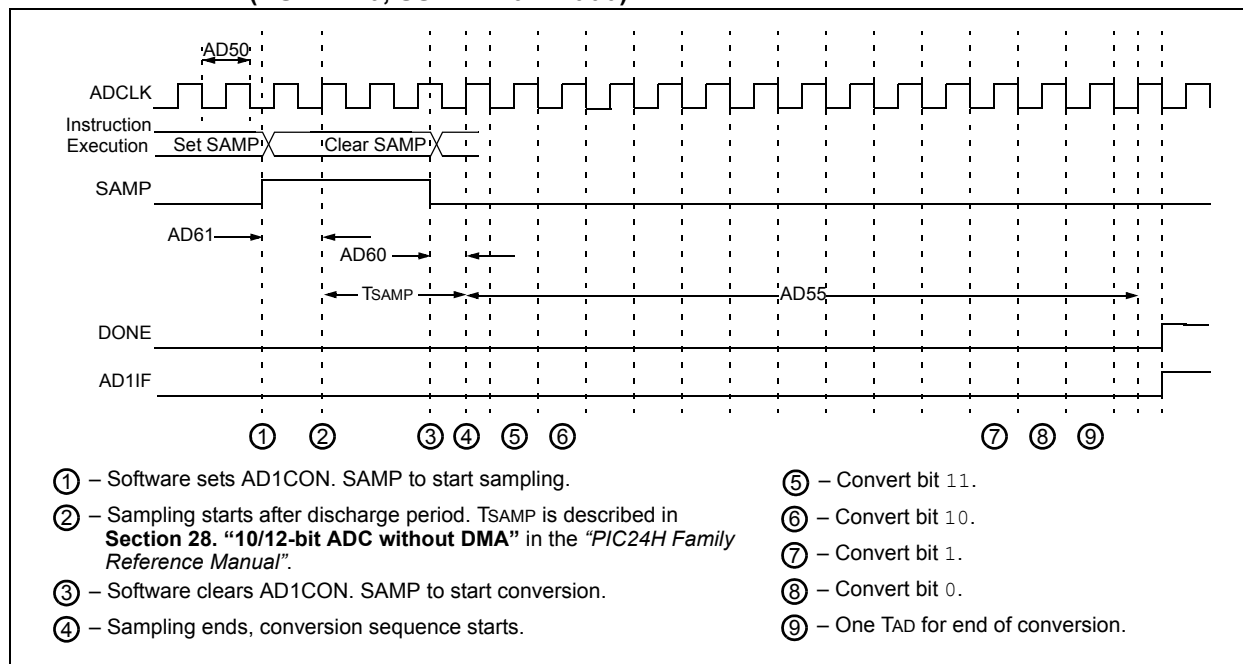 AD50
ADCLK
Instruction
Execution
Set SAMP
Clear SAMP
SAMP
AD61
AD60
TSAMP
AD55
DONE
AD1IF
1 2 3 4 5 6 7 8 9
1 – Software sets AD1CON. SAMP to start sampling.
2 – Sampling starts after discharge period. TSAMP is described in
Section 28. “10/12-bit ADC without DMA” in the “PIC24H Family
Reference Manual”.
3 – Software clears AD1CON. SAMP to start conversion.
4 – Sampling ends, conversion sequence starts.
5 – Convert bit 11.
6 – Convert bit 10.
7 – Convert bit 1.
8 – Convert bit 0.
9 – One TAD for end of conversion.